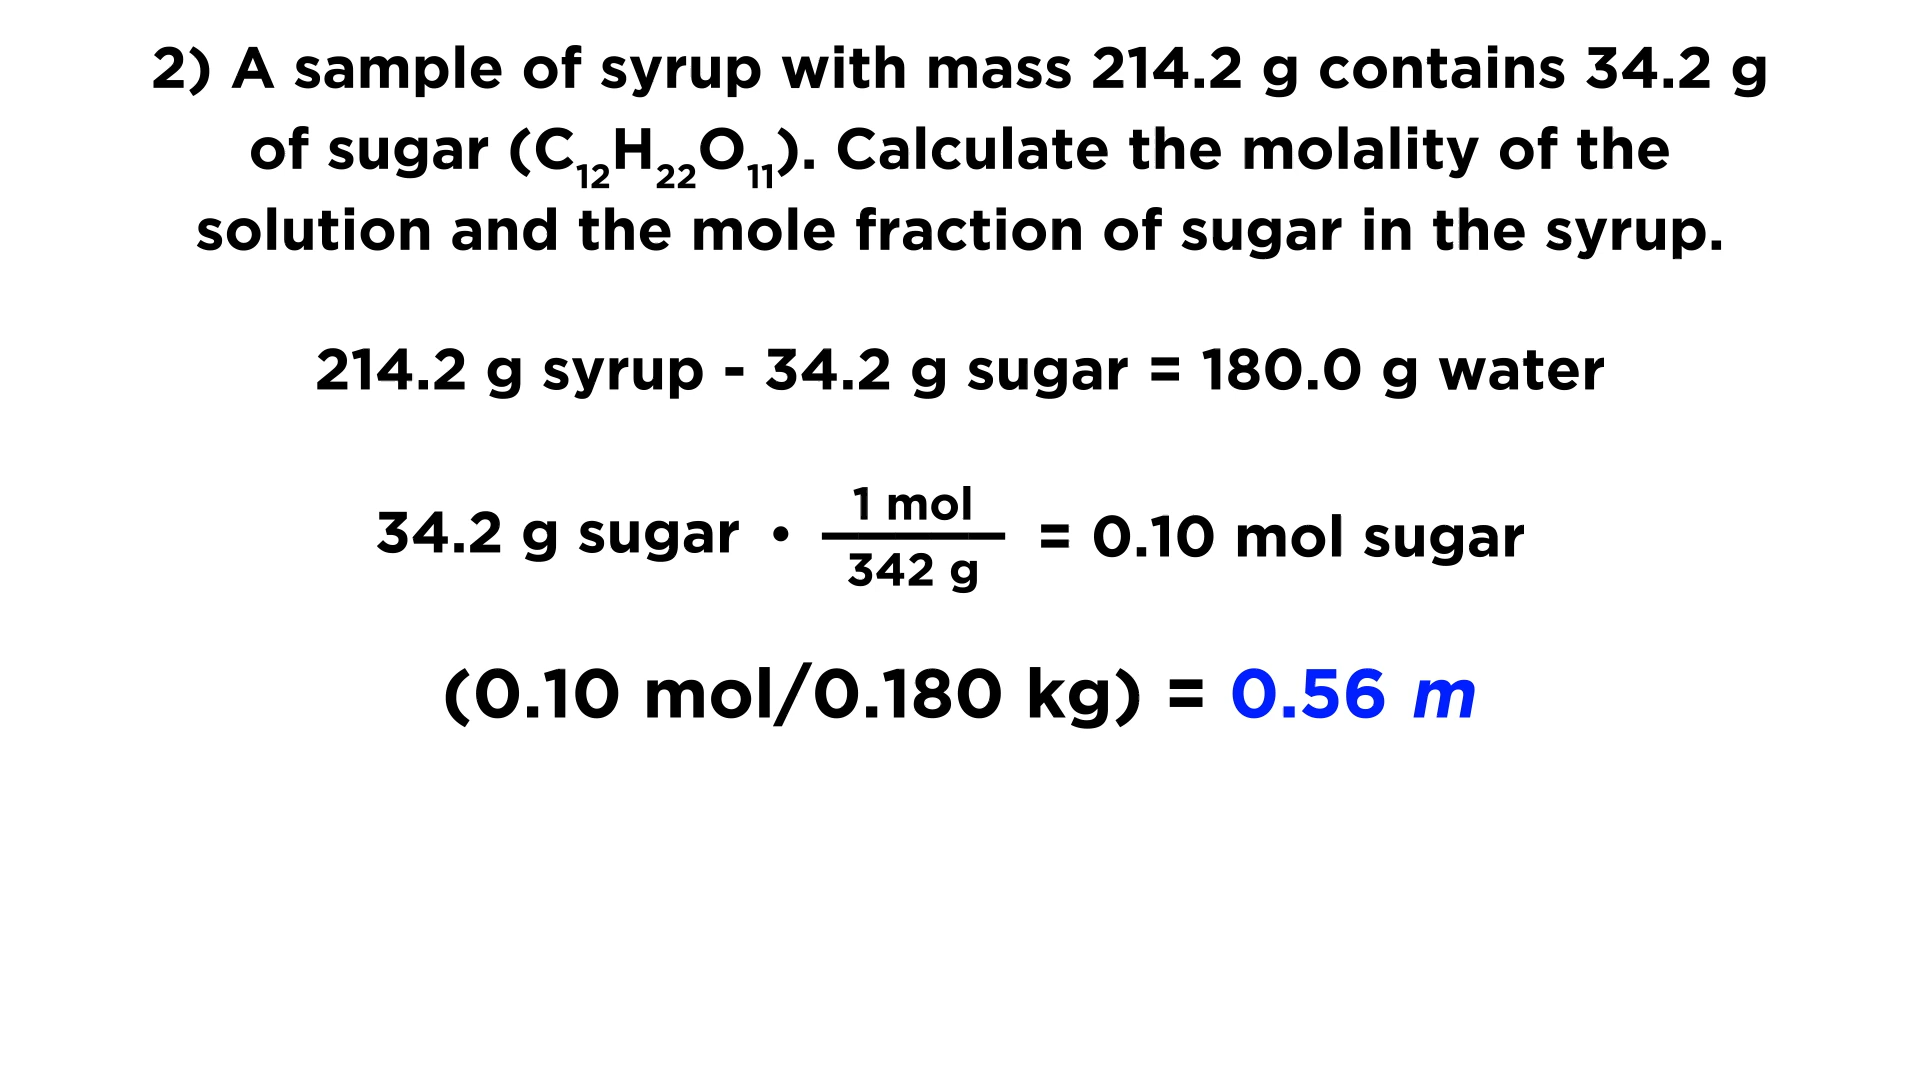 2) A sample of syrup with mass 214.2 g contains 34.2 g
of sugar (C₁₂H₂₂O₁₁). Calculate the molality of the
solution and the mole fraction of sugar in the syrup.
214.2 g syrup - 34.2 g sugar = 180.0 g water
34.2 g sugar • 1 mol / 342 g = 0.10 mol sugar
(0.10 mol/0.180 kg) = 0.56 m